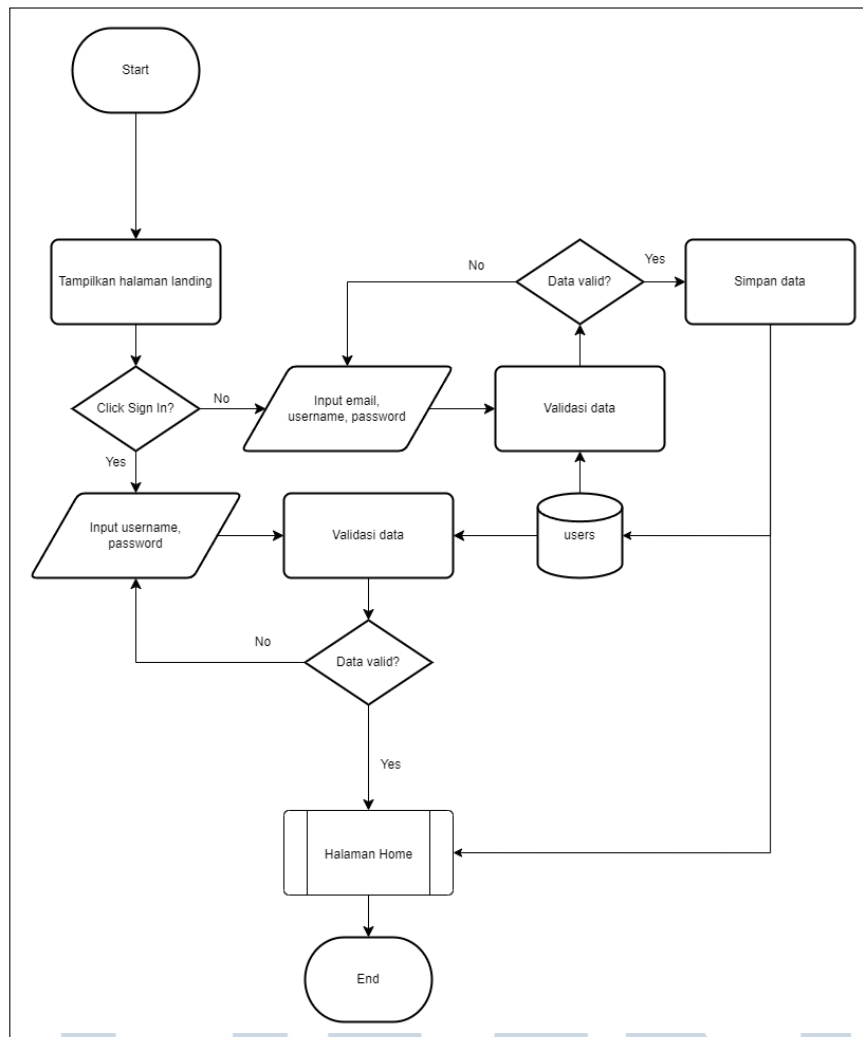 Start
Tampilkan halaman landing
No
Data valid?
Yes
Simpan data
Click Sign In?
No
Input email,
username, password
Validasi data
Yes
Input username,
password
Validasi data
users
No
Data valid?
Yes
Halaman Home
End